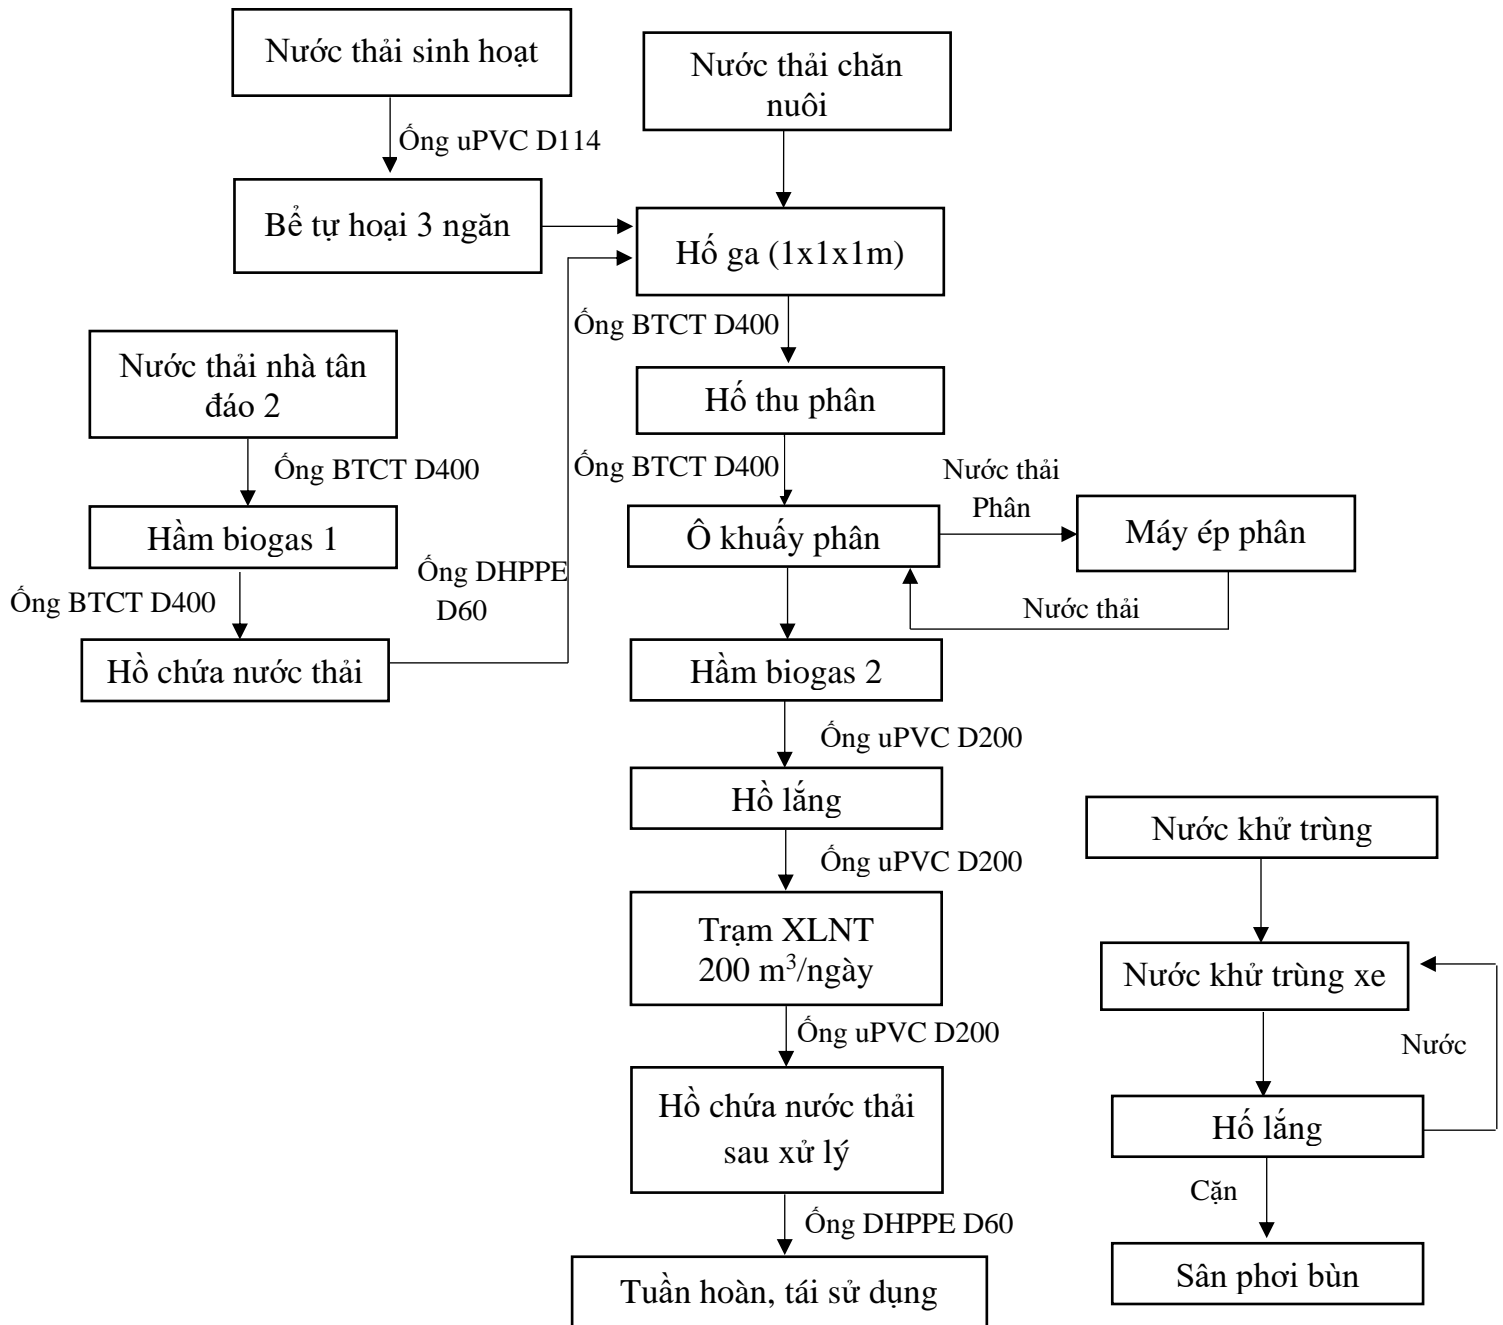 Nước thải sinh hoạt
Nước thải chăn
nuôi
Ống uPVC D114
Bể tự hoại 3 ngăn
Hố ga (1x1x1m)
Ống BTCT D400
Nước thải nhà tân
đáo 2
Hố thu phân
Ống BTCT D400
Ống BTCT D400
Nước thải
Phân
Hầm biogas 1
Ô khuấy phân
Máy ép phân
Ống DHPPE
D60
Ống BTCT D400
Nước thải
Hồ chứa nước thải
Hầm biogas 2
Ống uPVC D200
Hồ lắng
Nước khử trùng
Ống uPVC D200
Trạm XLNT
200 m³/ngày
Nước khử trùng xe
Ống uPVC D200
Nước
Hồ chứa nước thải
sau xử lý
Hố lắng
Cặn
Ống DHPPE D60
Sân phơi bùn
Tuần hoàn, tái sử dụng